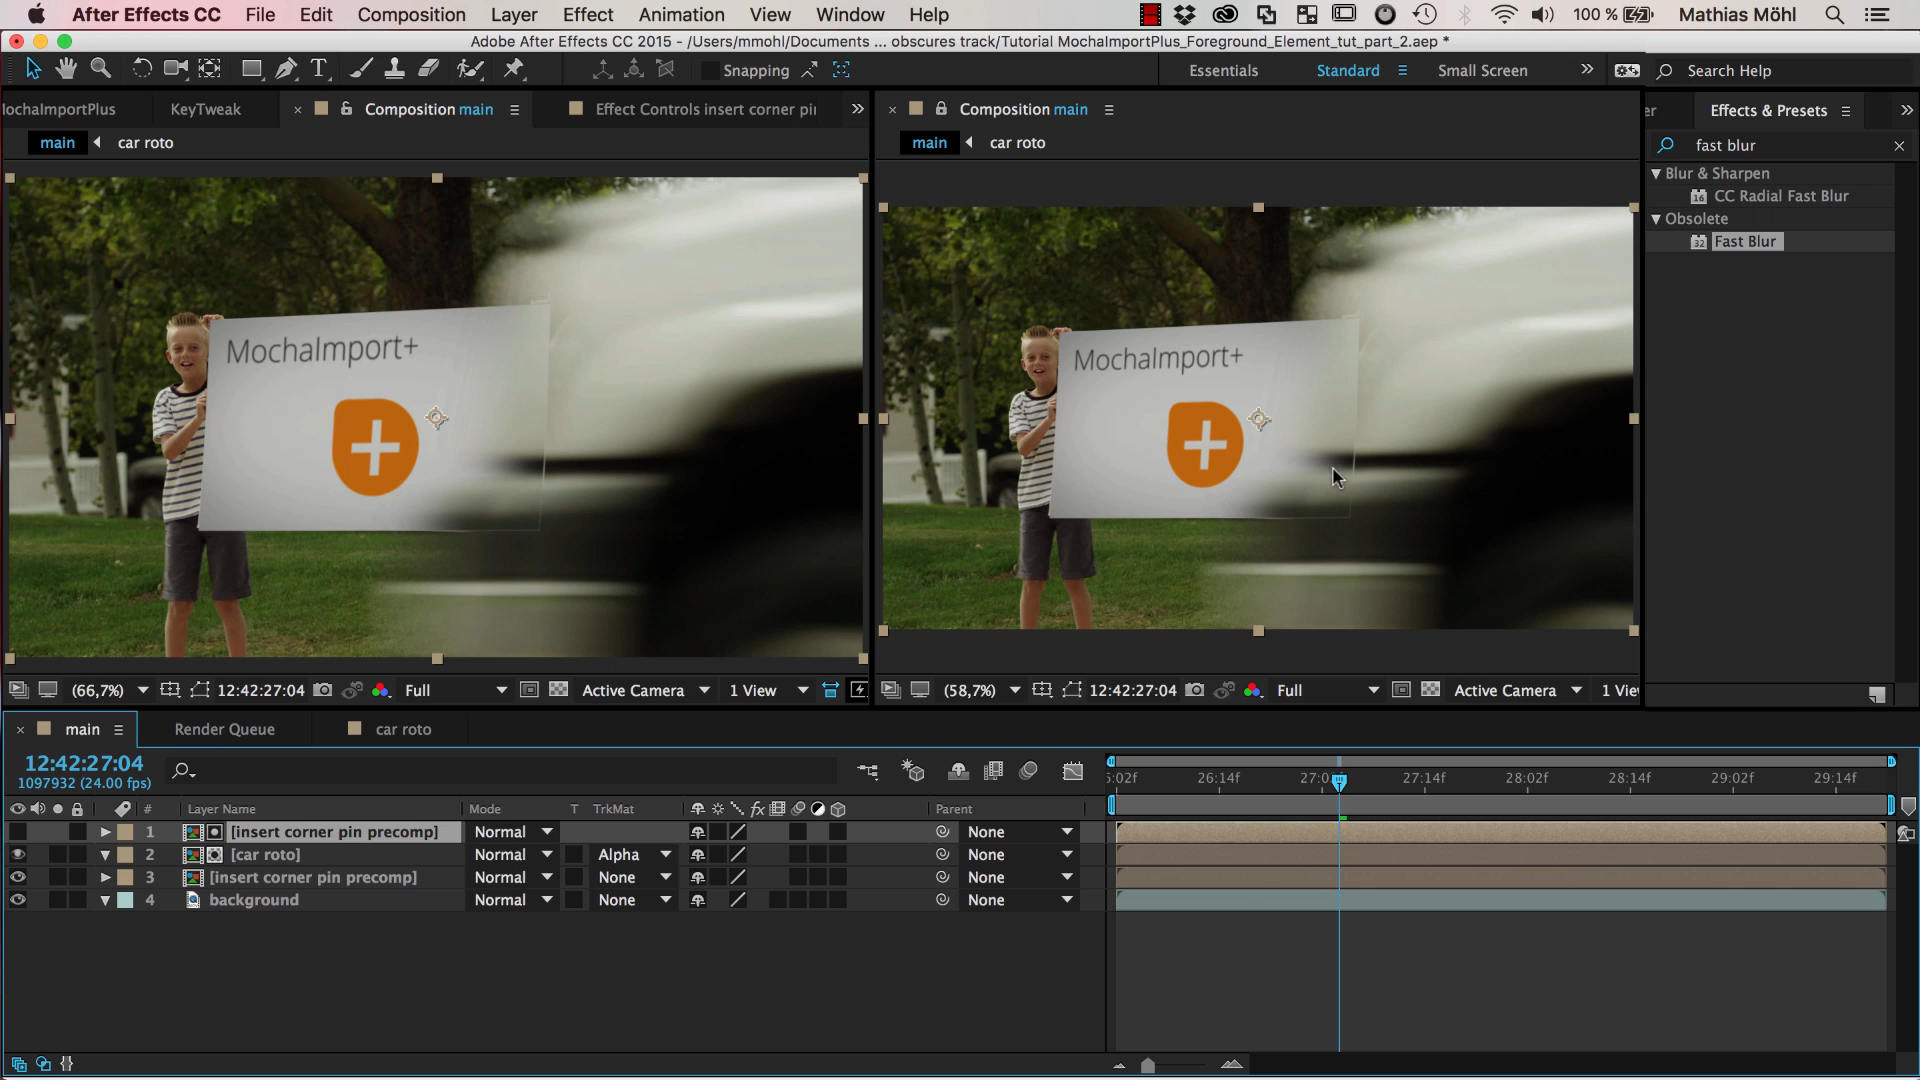 After Effects CC File Edit Composition Layer Effect Animation View Window Help 100 % Mathias Möhl
Adobe After Effects CC 2015 - /Users/mmohl/Documents ... obscures track/Tutorial MochaImportPlus_Foreground_Element_tut_part_2.aep *
T Snapping Essentials Standard Small Screen Search Help
KeyTweak × Composition main Effect Controls insert corner pin × Composition main Effects & Presets
main car roto main car roto fast blur ×
Blur & Sharpen
16 CC Radial Fast Blur
Obsolete
32 Fast Blur
MochaImport+ MochaImport+
(66,7%) 12:42:27:04 Full Active Camera 1 View (58,7%) 12:42:27:04 Full Active Camera
× main Render Queue car roto
12:42:27:04
1097932 (24.00 fps)
26:14f 27:14f 28:02f 28:14f 29:02f 29:14f
# Layer Name Mode T TrkMat fx Parent
1 [insert corner pin precomp] Normal None
2 [car roto] Normal Alpha None
3 [insert corner pin precomp] Normal None None
4 background Normal None None